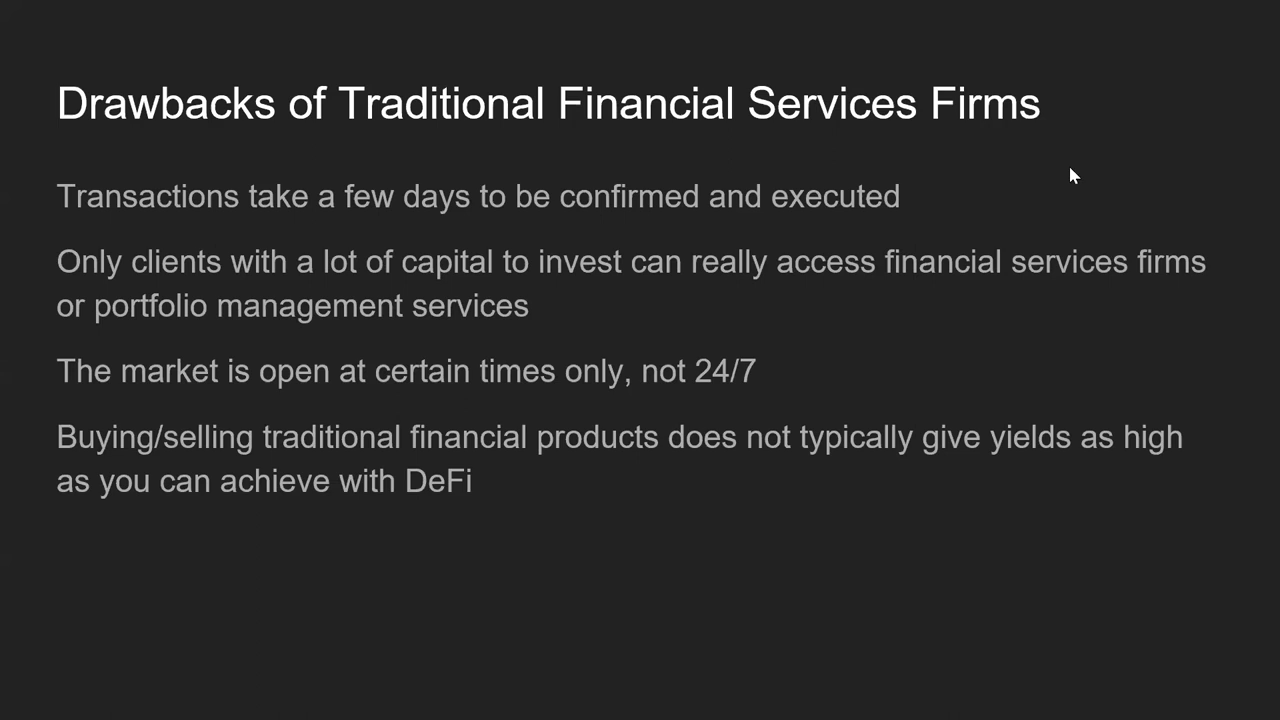 Drawbacks of Traditional Financial Services Firms
Transactions take a few days to be confirmed and executed
Only clients with a lot of capital to invest can really access financial services firms
or portfolio management services
The market is open at certain times only, not 24/7
Buying/selling traditional financial products does not typically give yields as high
as you can achieve with DeFi